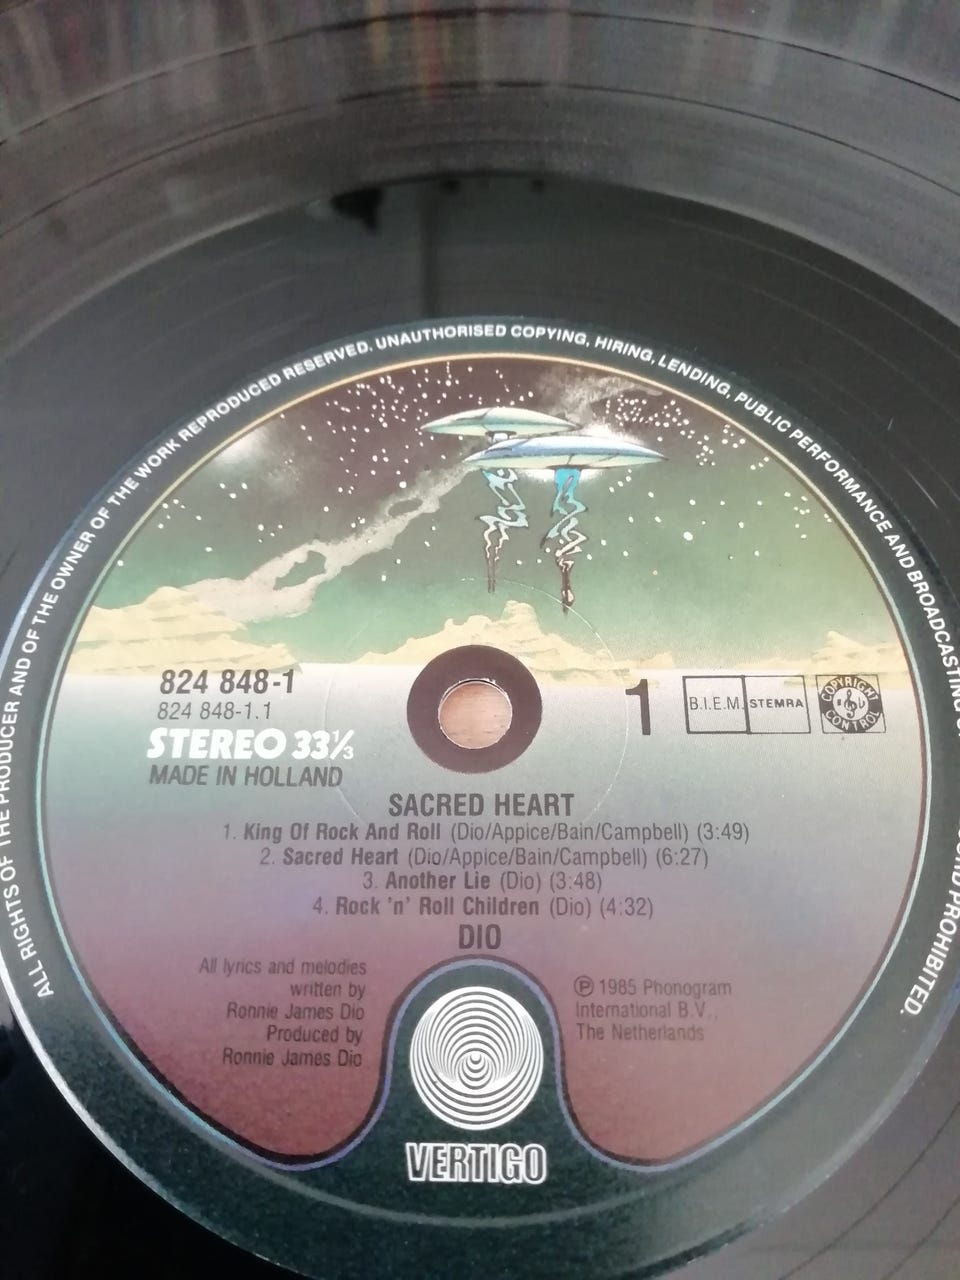 ALL RIGHTS OF THE PRODUCER AND OF THE OWNER OF THE WORK REPRODUCED RESERVED. UNAUTHORISED COPYING, HIRING, LENDING, PUBLIC PERFORMANCE AND BROADCASTING PROHIBITED.
824 848-1
824 848-1.1
STEREO 33⅓
MADE IN HOLLAND
1
B.I.E.M.
STEMRA
COPYRIGHT CONTROL
SACRED HEART
1. King Of Rock And Roll (Dio/Appice/Bain/Campbell) (3:49)
2. Sacred Heart (Dio/Appice/Bain/Campbell) (6:27)
3. Another Lie (Dio) (3:48)
4. Rock 'n' Roll Children (Dio) (4:32)
DIO
All lyrics and melodies
written by
Ronnie James Dio
Produced by
Ronnie James Dio
Ⓟ 1985 Phonogram
International B.V.,
The Netherlands
VERTIGO